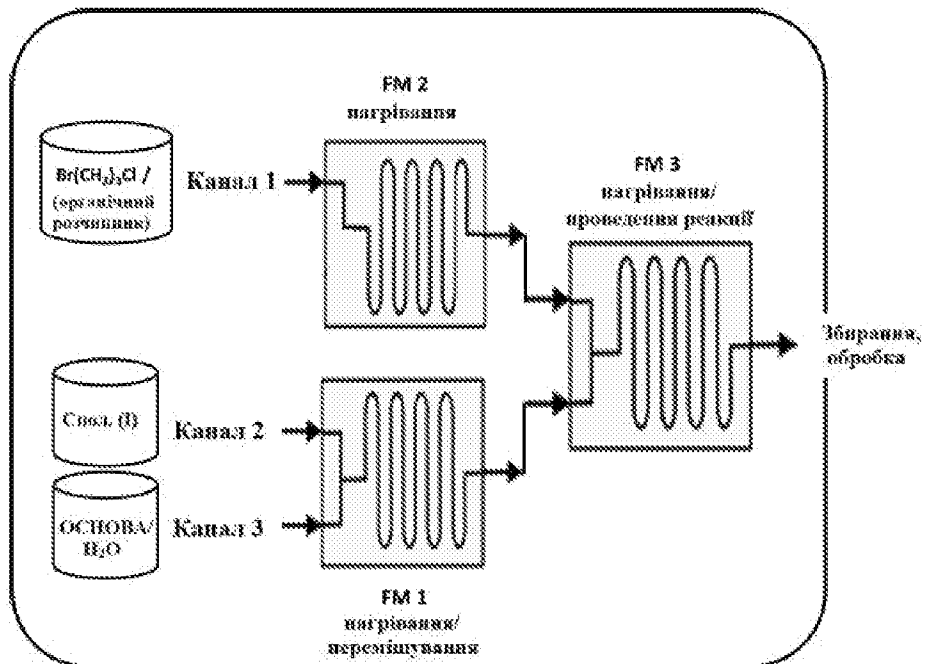 FM 2
нагрівання
Br(CH₂)₃Cl /
(органічний
розчинник)
Канал 1
FM 3
нагрівання/
проведення реакції
Збирання,
обробка
Спол. (I)
Канал 2
ОСНОВА/
H₂O
Канал 3
FM 1
нагрівання/
перемішування